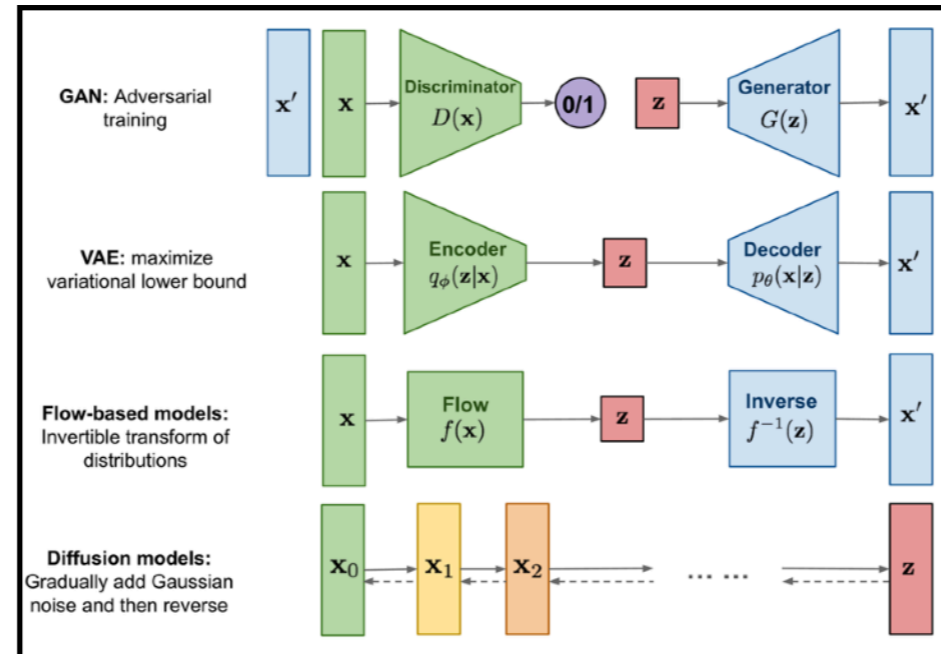 GAN: Adversarial
training
x′
x
Discriminator
D(x)
0/1
z
Generator
G(z)
x′
VAE: maximize
variational lower bound
x
Encoder
qϕ(z|x)
z
Decoder
pθ(x|z)
x′
Flow-based models:
Invertible transform of
distributions
x
Flow
f(x)
z
Inverse
f⁻¹(z)
x′
Diffusion models:
Gradually add Gaussian
noise and then reverse
x₀
x₁
x₂
... ...
z